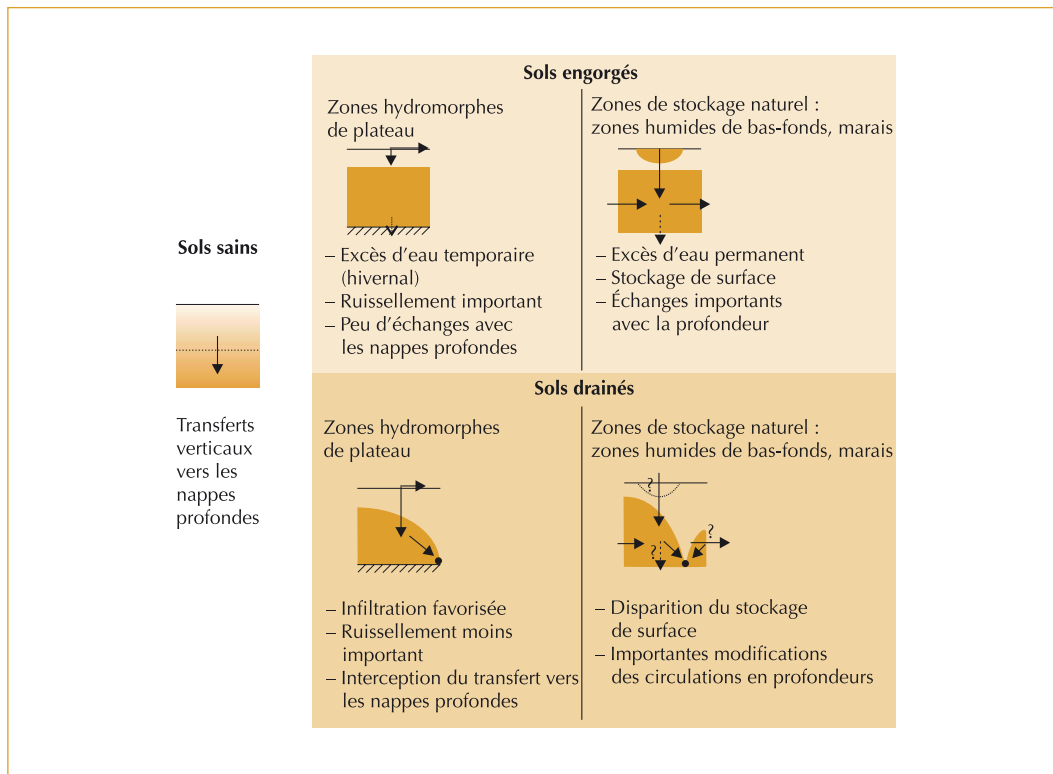 Sols engorgés
Zones hydromorphes
de plateau
– Excès d'eau temporaire
(hivernal)
– Ruissellement important
– Peu d'échanges avec
les nappes profondes
Zones de stockage naturel :
zones humides de bas-fonds, marais
– Excès d'eau permanent
– Stockage de surface
– Échanges importants
avec la profondeur
Sols sains
Transferts
verticaux
vers les
nappes
profondes
Sols drainés
Zones hydromorphes
de plateau
– Infiltration favorisée
– Ruissellement moins
important
– Interception du transfert vers
les nappes profondes
Zones de stockage naturel :
zones humides de bas-fonds, marais
?
?
?
– Disparition du stockage
de surface
– Importantes modifications
des circulations en profondeurs